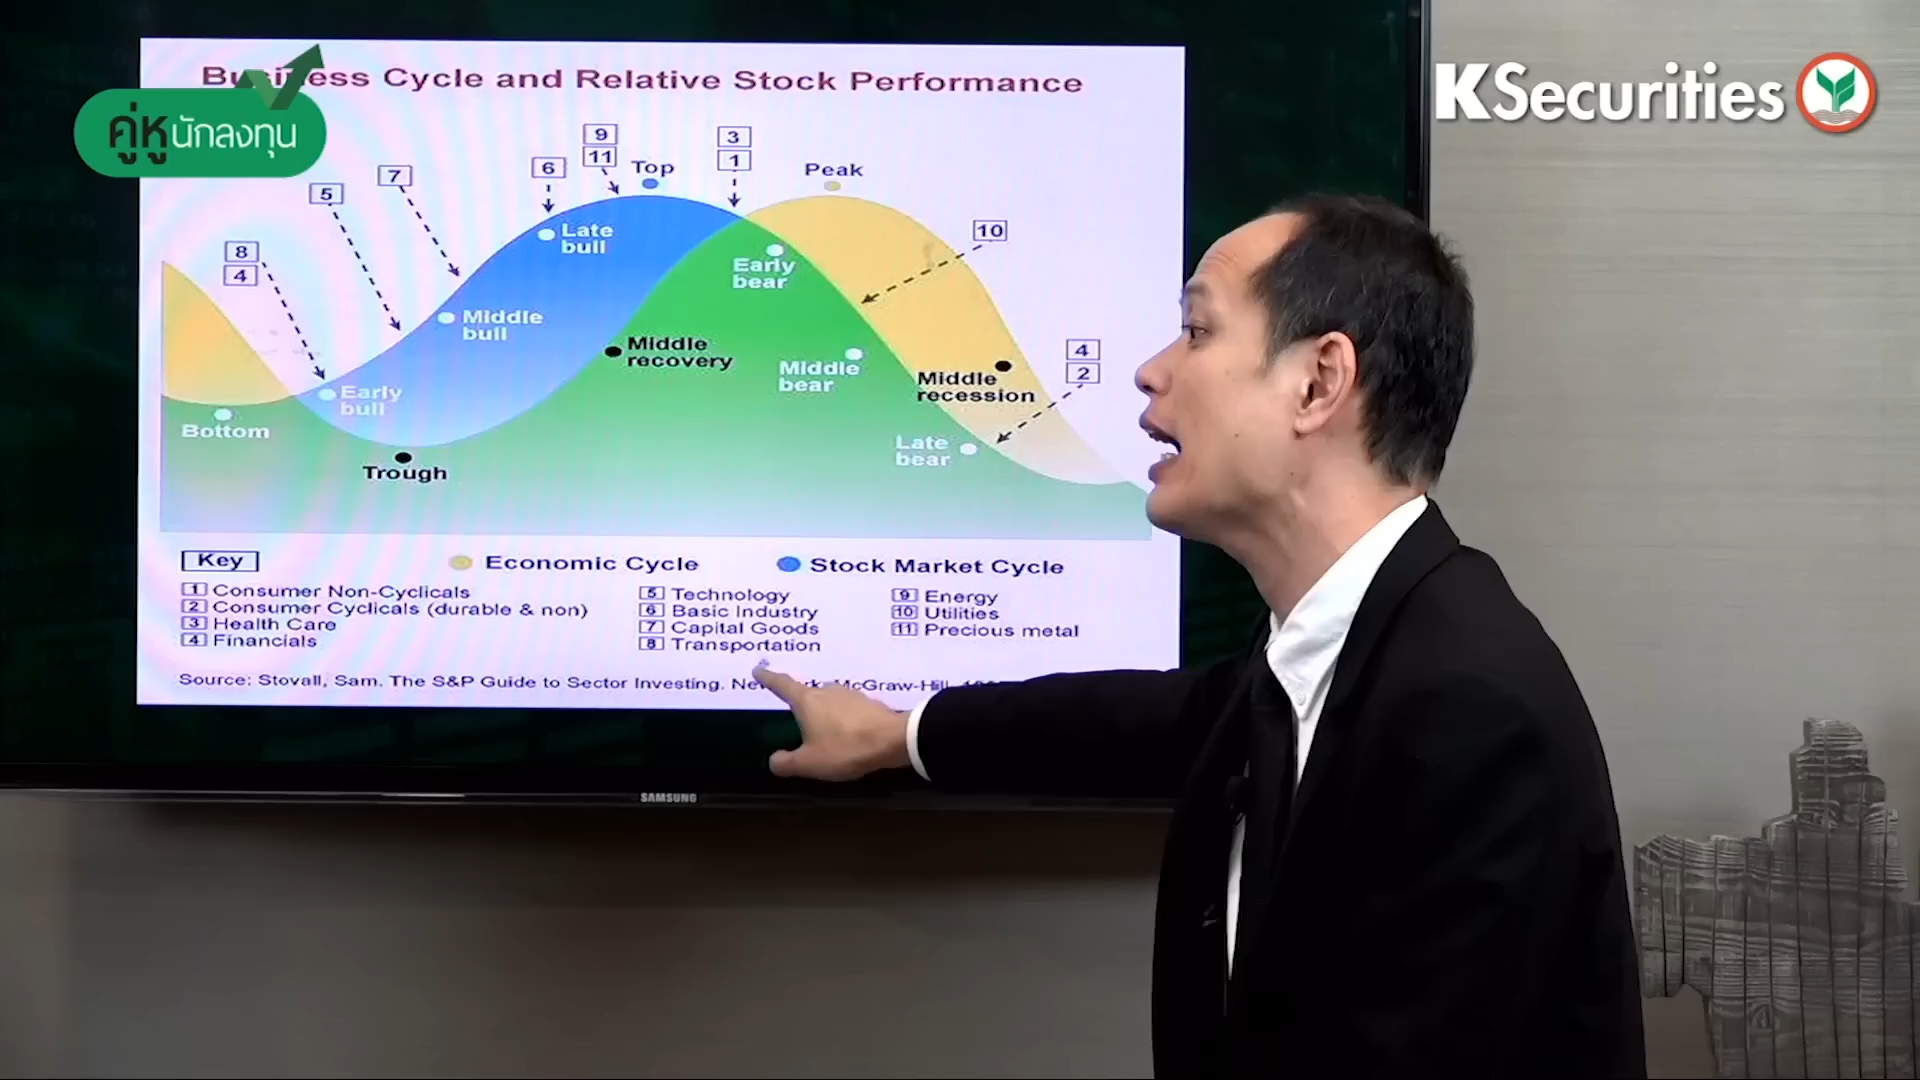 Business Cycle and Relative Stock Performance
คู่หูนักลงทุน
KSecurities
9
11
3
1
6
Top
Peak
7
5
Late
bull
10
8
4
Early
bear
Middle
bull
Middle
recovery
4
2
Middle
bear
Middle
recession
Early
bull
Bottom
Late
bear
Trough
Key
Economic Cycle
Stock Market Cycle
1 Consumer Non-Cyclicals
2 Consumer Cyclicals (durable & non)
3 Health Care
4 Financials
5 Technology
6 Basic Industry
7 Capital Goods
8 Transportation
9 Energy
10 Utilities
11 Precious metal
Source: Stovall, Sam. The S&P Guide to Sector Investing. McGraw-Hill
SAMSUNG